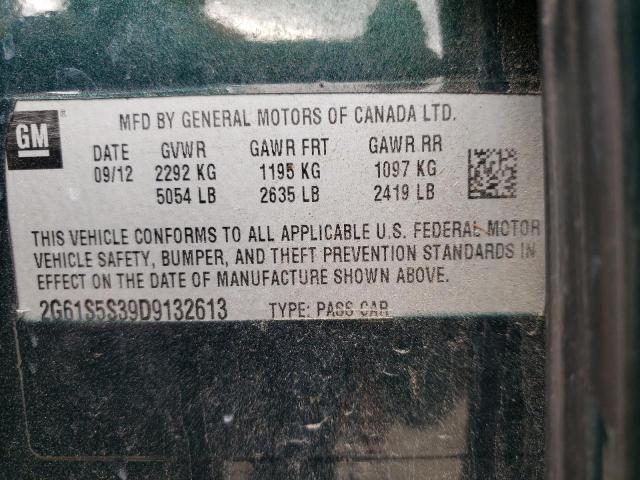 GM
MFD BY GENERAL MOTORS OF CANADA LTD.
DATE GVWR GAWR FRT GAWR RR
09/12 2292 KG 1195 KG 1097 KG
5054 LB 2635 LB 2419 LB
THIS VEHICLE CONFORMS TO ALL APPLICABLE U.S. FEDERAL MOTOR
VEHICLE SAFETY, BUMPER, AND THEFT PREVENTION STANDARDS IN
EFFECT ON THE DATE OF MANUFACTURE SHOWN ABOVE.
2G61S5S39D9132613 TYPE: PASS CAR